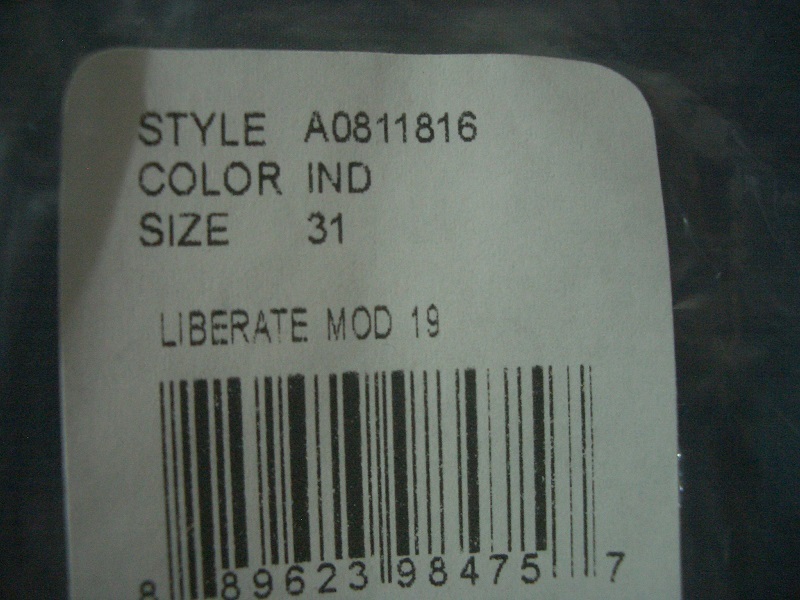 STYLE A0811816
COLOR IND
SIZE 31
LIBERATE MOD 19
8 89623 98475 7